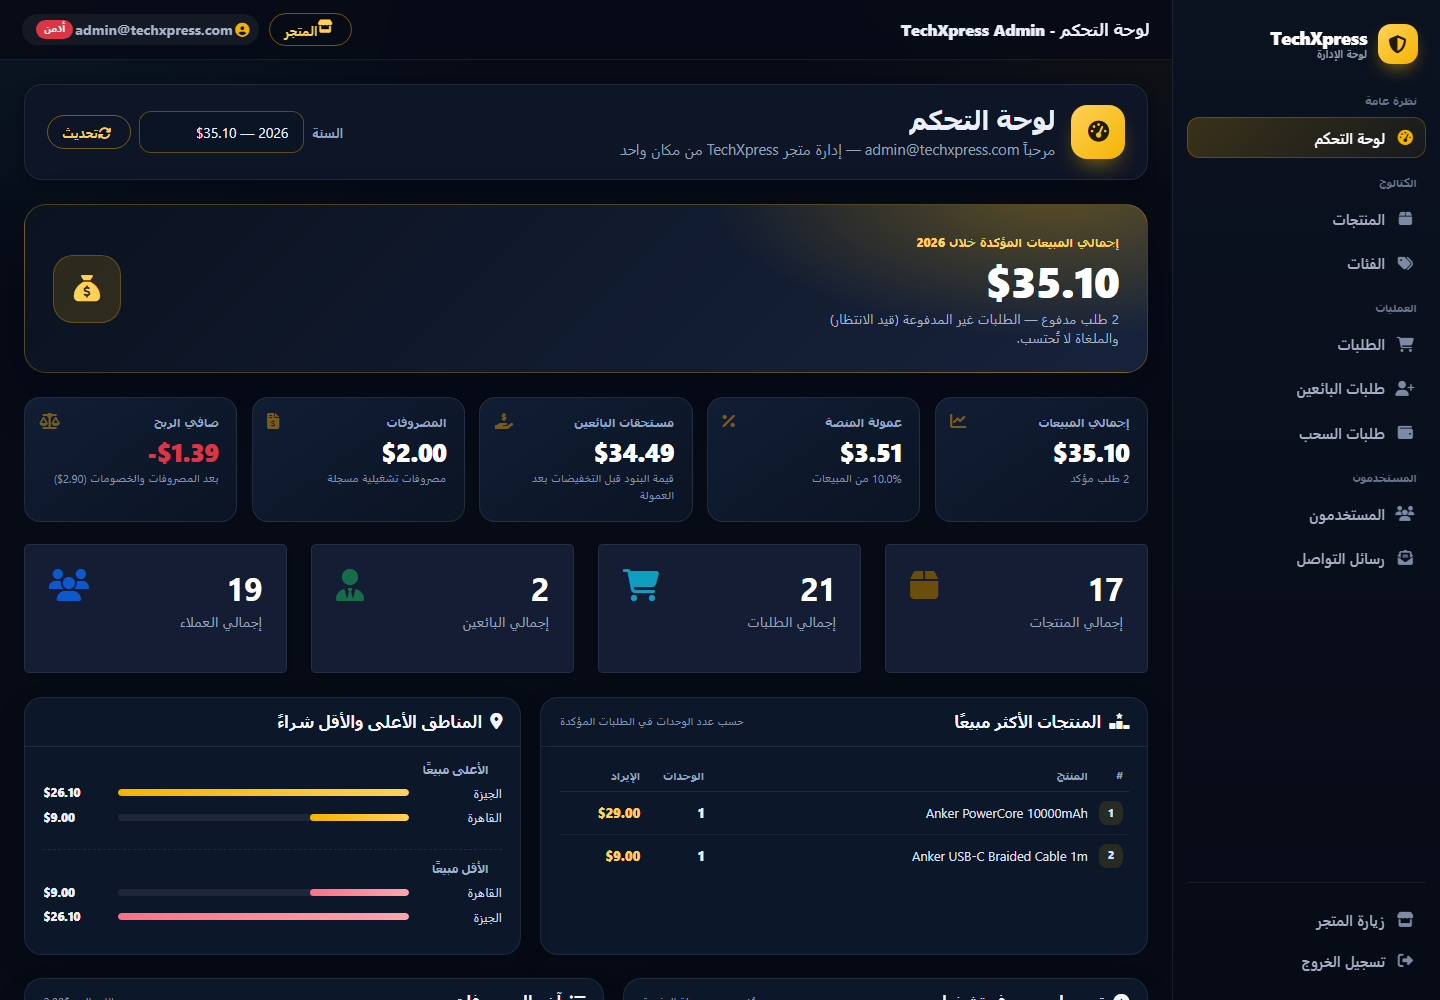 TechXpress
لوحة الإدارة
نظرة عامة
لوحة التحكم
الكتالوج
المنتجات
الفئات
العمليات
الطلبات
طلبات البائعين
طلبات السحب
المستخدمون
المستخدمون
رسائل التواصل
زيارة المتجر
تسجيل الخروج
لوحة التحكم - TechXpress Admin
المتجر
admin@techxpress.com
أدمن
لوحة التحكم
مرحباً admin@techxpress.com — إدارة متجر TechXpress من مكان واحد
السنة
2026 — $35.10
تحديث
إجمالي المبيعات المؤكدة خلال 2026
$35.10
2 طلب مدفوع — الطلبات غير المدفوعة (قيد الانتظار)
والملغاة لا تُحتسب.
إجمالي المبيعات
$35.10
2 طلب مؤكد
عمولة المنصة
$3.51
10.0% من المبيعات
مستحقات البائعين
$34.49
قيمة البنود قبل التخفيضات بعد
العمولة
المصروفات
$2.00
مصروفات تشغيلية مسجلة
صافي الربح
-$1.39
بعد المصروفات والخصومات ($2.90)
17
إجمالي المنتجات
21
إجمالي الطلبات
2
إجمالي البائعين
19
إجمالي العملاء
المنتجات الأكثر مبيعًا
حسب عدد الوحدات في الطلبات المؤكدة
# المنتج الوحدات الإيراد
1 Anker PowerCore 10000mAh 1 $29.00
2 Anker USB-C Braided Cable 1m 1 $9.00
المناطق الأعلى والأقل شراءً
الأعلى مبيعًا
الجيزة $26.10
القاهرة $9.00
الأقل مبيعًا
القاهرة $9.00
الجيزة $26.10